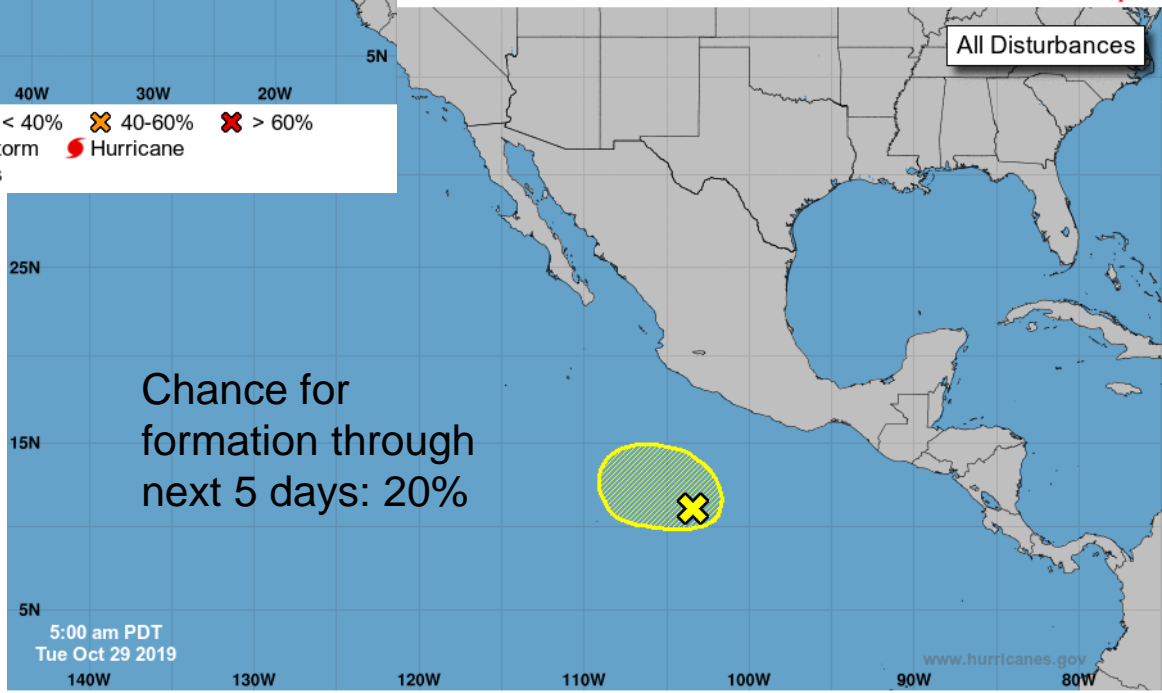 5N
40W 30W 20W
< 40% 40-60% > 60%
Hurricane
All Disturbances
25N
Chance for
formation through
next 5 days: 20%
15N
5N
5:00 am PDT
Tue Oct 29 2019
www.hurricanes.gov
140W 130W 120W 110W 100W 90W 80W